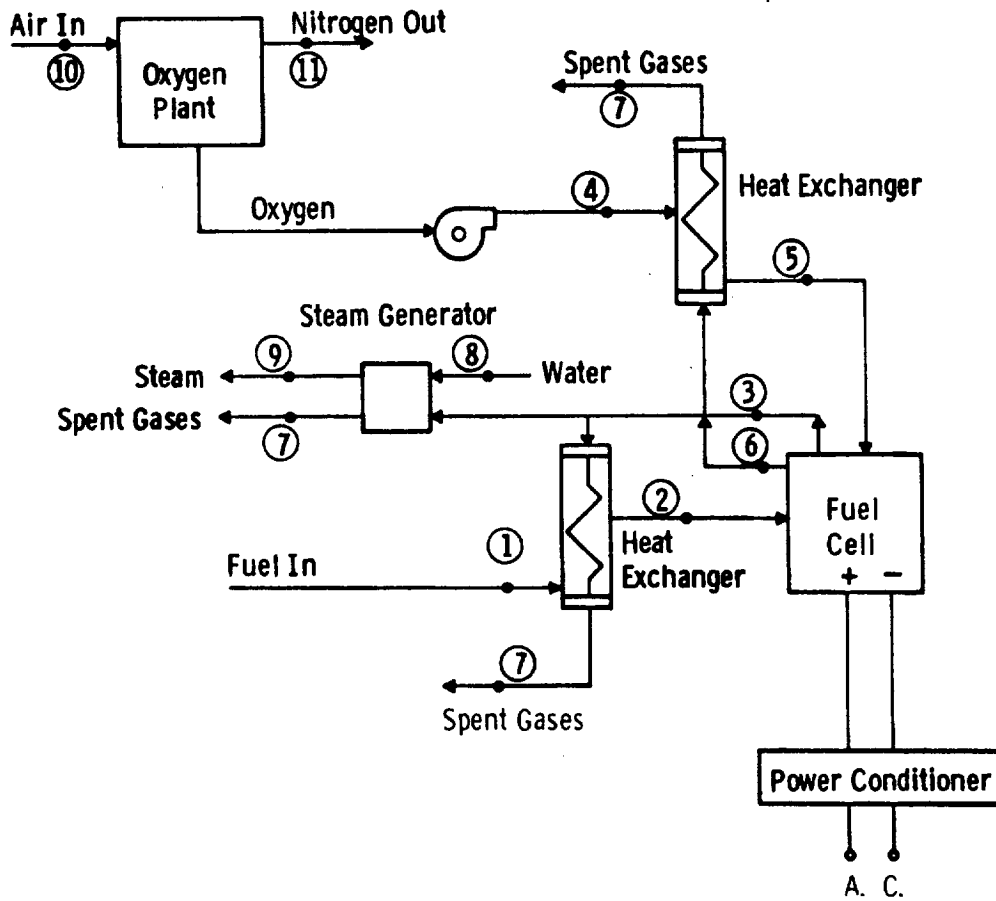 Air In
Nitrogen Out
10
11
Oxygen
Plant
Spent Gases
7
Heat Exchanger
4
Oxygen
5
Steam Generator
9
8
Steam
Water
3
Spent Gases
7
6
2
Fuel
Cell
+ −
1
Heat
Exchanger
Fuel In
7
Spent Gases
Power Conditioner
A. C.